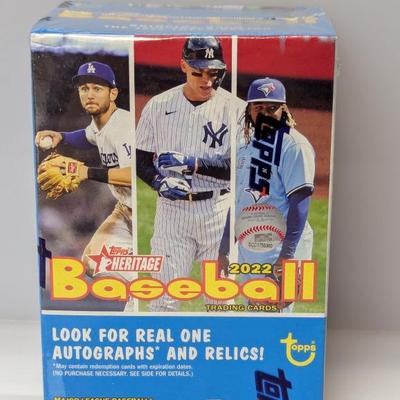 topps
Topps
HERITAGE
2022
Baseball
TRADING CARDS
LOOK FOR REAL ONE
AUTOGRAPHS* AND RELICS!
*May contain redemption cards with expiration dates.
(NO PURCHASE NECESSARY. SEE SIDE FOR DETAILS.)
topps